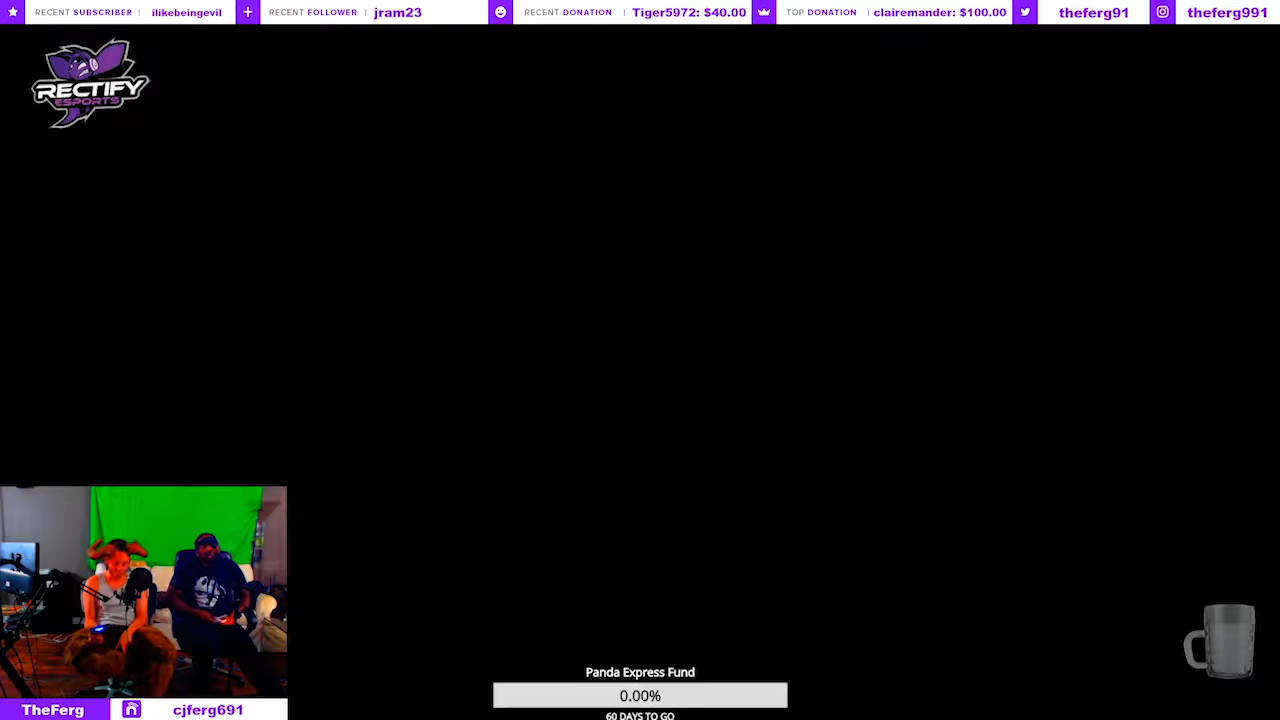 RECENT SUBSCRIBER | ilikebeingevil RECENT FOLLOWER | jram23 RECENT DONATION | Tiger5972: $40.00 TOP DONATION | clairemander: $100.00 theferg91 theferg991
RECTIFY
ESPORTS
Panda Express Fund
0.00%
60 DAYS TO GO
TheFerg cjferg691